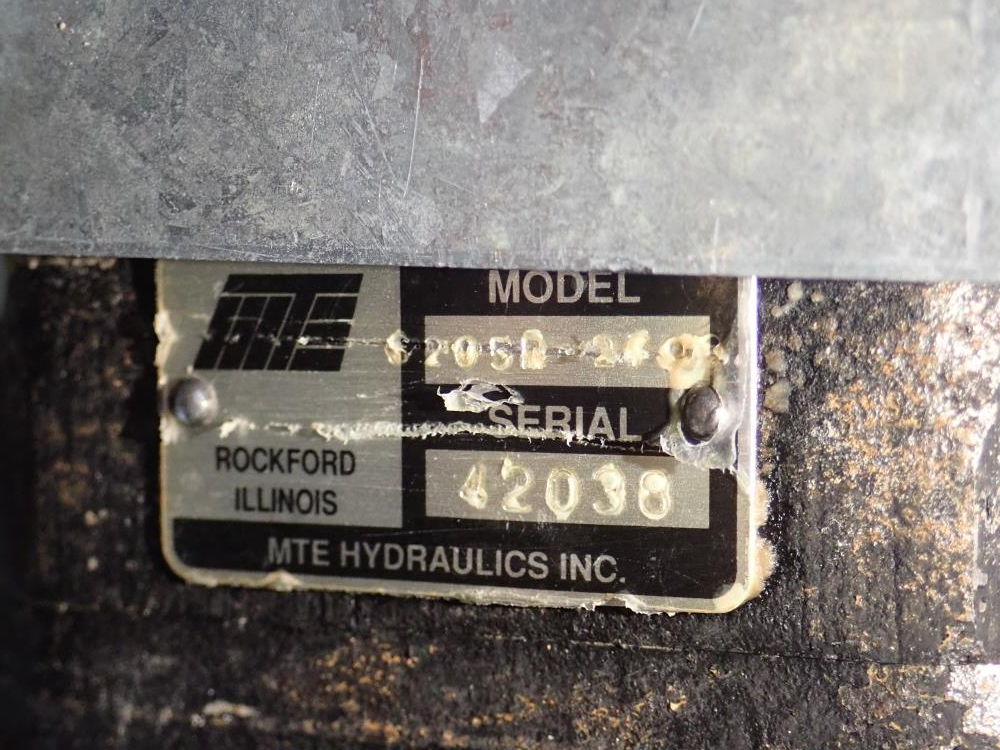 MTE
MODEL
SERIAL
42038
ROCKFORD
ILLINOIS
MTE HYDRAULICS INC.